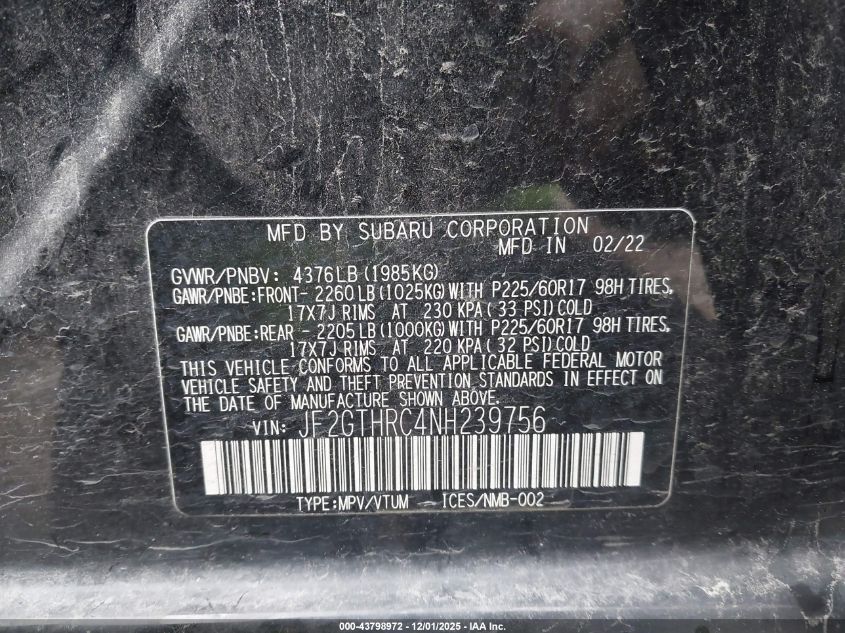 MFD BY SUBARU CORPORATION
MFD IN 02/22
GVWR/PNBV: 4376LB(1985KG)
GAWR/PNBE:FRONT- 2260LB(1025KG)WITH P225/60R17 98H TIRES,
17X7J RIMS AT 230 KPA(33 PSI)COLD
GAWR/PNBE:REAR - 2205LB(1000KG)WITH P225/60R17 98H TIRES,
17X7J RIMS AT 220 KPA(32 PSI)COLD
THIS VEHICLE CONFORMS TO ALL APPLICABLE FEDERAL MOTOR
VEHICLE SAFETY AND THEFT PREVENTION STANDARDS IN EFFECT ON
THE DATE OF MANUFACTURE SHOWN ABOVE.
VIN: JF2GTHRC4NH239756
TYPE:MPV/VTUM ICES/NMB-002
000-43798972 - 12/01/2025 - IAA Inc.